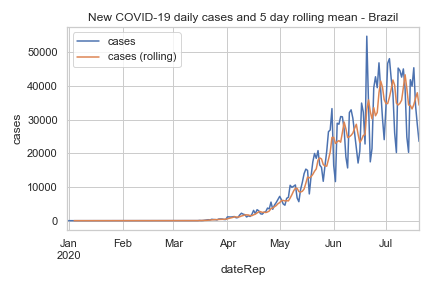 New COVID-19 daily cases and 5 day rolling mean - Brazil
cases
cases (rolling)
50000
40000
30000
20000
10000
0
cases
Jan Feb Mar Apr May Jun Jul
2020
dateRep